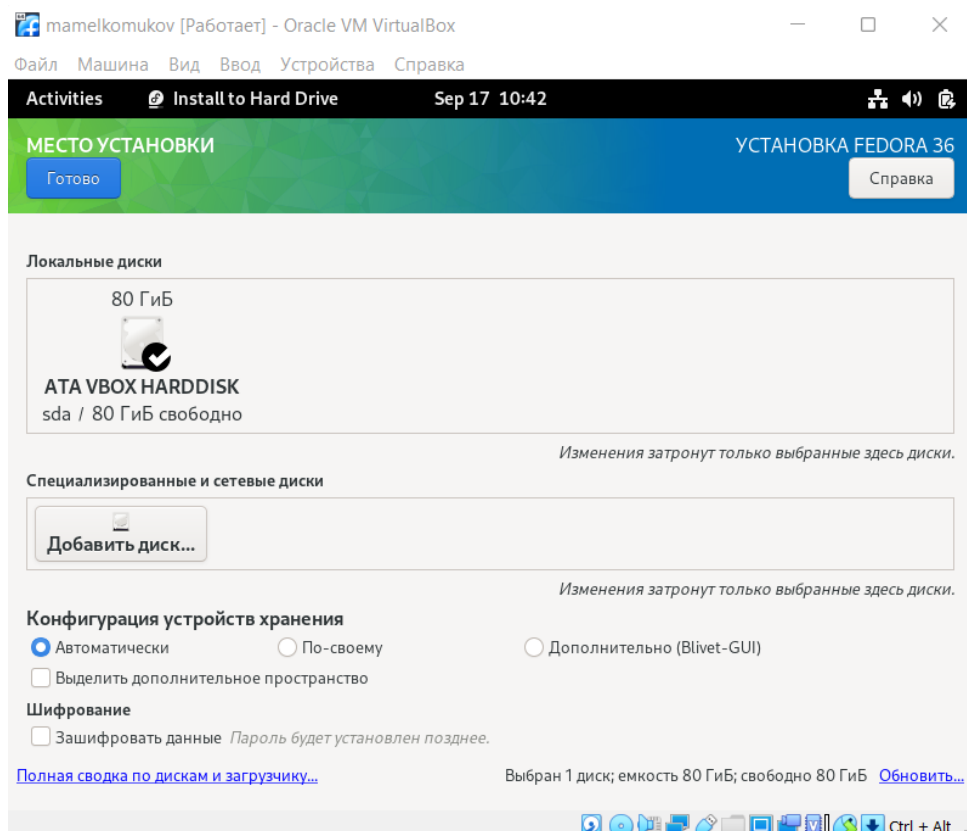 mamelkomukov [Работает] - Oracle VM VirtualBox
Файл Машина Вид Ввод Устройства Справка
Activities Install to Hard Drive Sep 17 10:42
МЕСТО УСТАНОВКИ УСТАНОВКА FEDORA 36
Готово Справка
Локальные диски
80 ГиБ
ATA VBOX HARDDISK
sda / 80 ГиБ свободно
Изменения затронут только выбранные здесь диски.
Специализированные и сетевые диски
Добавить диск...
Изменения затронут только выбранные здесь диски.
Конфигурация устройств хранения
Автоматически По-своему Дополнительно (Blivet-GUI)
Выделить дополнительное пространство
Шифрование
Зашифровать данные Пароль будет установлен позднее.
Полная сводка по дискам и загрузчику... Выбран 1 диск; емкость 80 ГиБ; свободно 80 ГиБ Обновить...
Ctrl + Alt